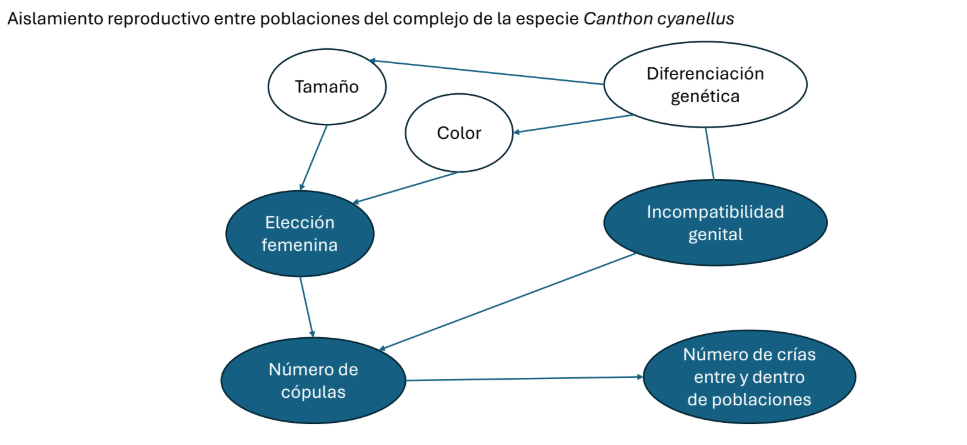 Aislamiento reproductivo entre poblaciones del complejo de la especie Canthon cyanellus
Tamaño
Diferenciación
genética
Color
Elección
femenina
Incompatibilidad
genital
Número de
cópulas
Número de crías
entre y dentro
de poblaciones